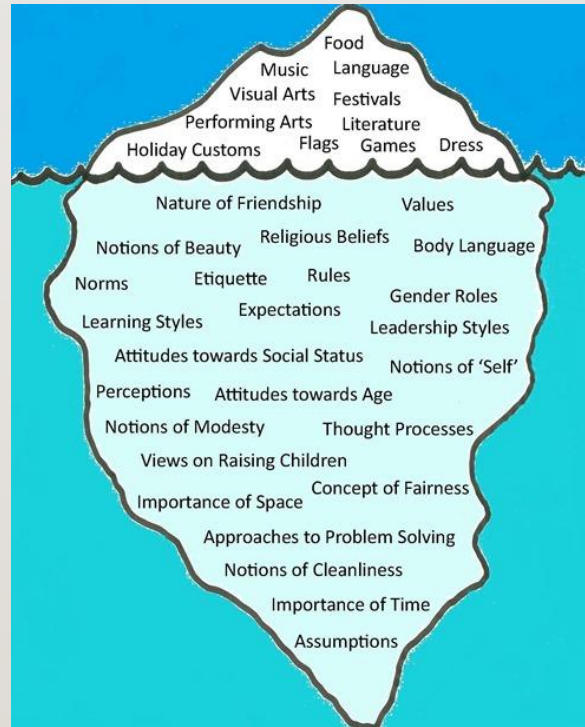 Food
Music Language
Visual Arts Festivals
Performing Arts Literature
Holiday Customs Flags Games Dress
Nature of Friendship Values
Notions of Beauty Religious Beliefs Body Language
Norms Etiquette Rules
Expectations Gender Roles
Learning Styles Leadership Styles
Attitudes towards Social Status Notions of ‘Self’
Perceptions Attitudes towards Age
Notions of Modesty Thought Processes
Views on Raising Children
Importance of Space Concept of Fairness
Approaches to Problem Solving
Notions of Cleanliness
Importance of Time
Assumptions